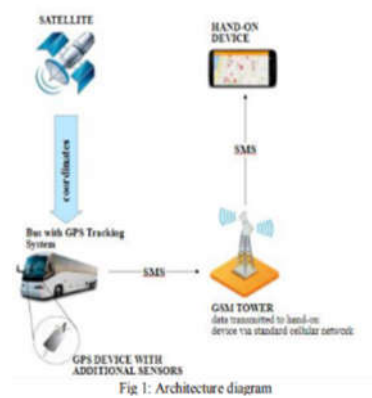 SATELLITE
HAND-ON
DEVICE
coordinates
SMS
Bus with GPS Tracking
System
SMS
GSM TOWER
data transmitted to hand-on
device via standard cellular network
GPS DEVICE WITH
ADDITIONAL SENSORS
Fig 1: Architecture diagram